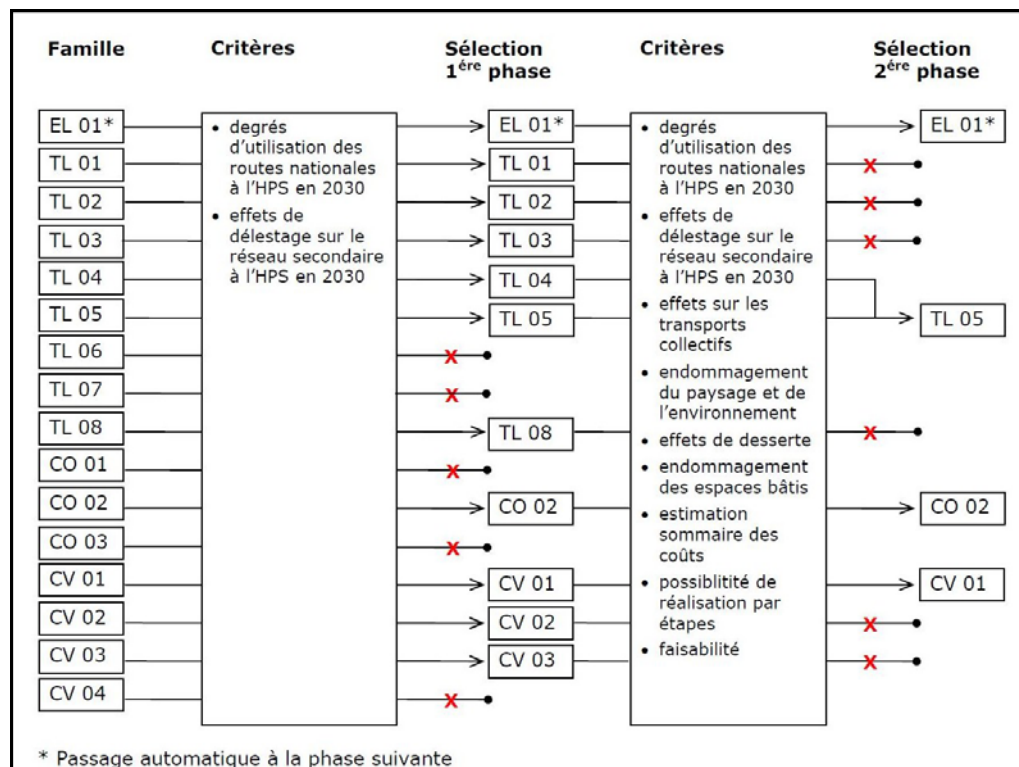 Famille
Critères
Sélection
1ére phase
Critères
Sélection
2ére phase
EL 01*
TL 01
TL 02
TL 03
TL 04
TL 05
TL 06
TL 07
TL 08
CO 01
CO 02
CO 03
CV 01
CV 02
CV 03
CV 04
• degrés
d'utilisation des
routes nationales
à l'HPS en 2030
• effets de
délestage sur le
réseau secondaire
à l'HPS en 2030
EL 01*
TL 01
TL 02
TL 03
TL 04
TL 05
X
X
TL 08
X
CO 02
X
CV 01
CV 02
CV 03
X
• degrés
d'utilisation des
routes nationales
à l'HPS en 2030
• effets de
délestage sur le
réseau secondaire
à l'HPS en 2030
• effets sur les
transports
collectifs
• endommagement
du paysage et de
l'environnement
• effets de desserte
• endommagement
des espaces bâtis
• estimation
sommaire des
coûts
• possiblitité de
réalisation par
étapes
• faisabilité
EL 01*
X
X
X
TL 05
X
CO 02
CV 01
X
X
* Passage automatique à la phase suivante